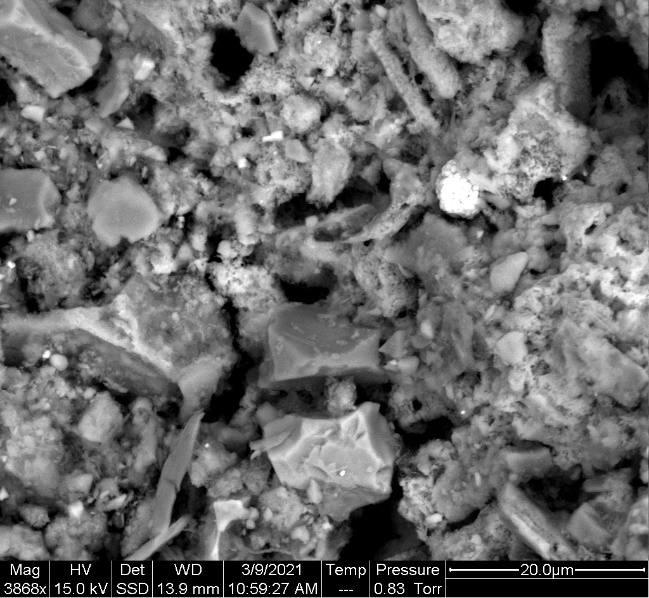 Mag HV Det WD 3/9/2021 Temp Pressure 20.0µm
3868x 15.0 kV SSD 13.9 mm 10:59:27 AM --- 0.83 Torr